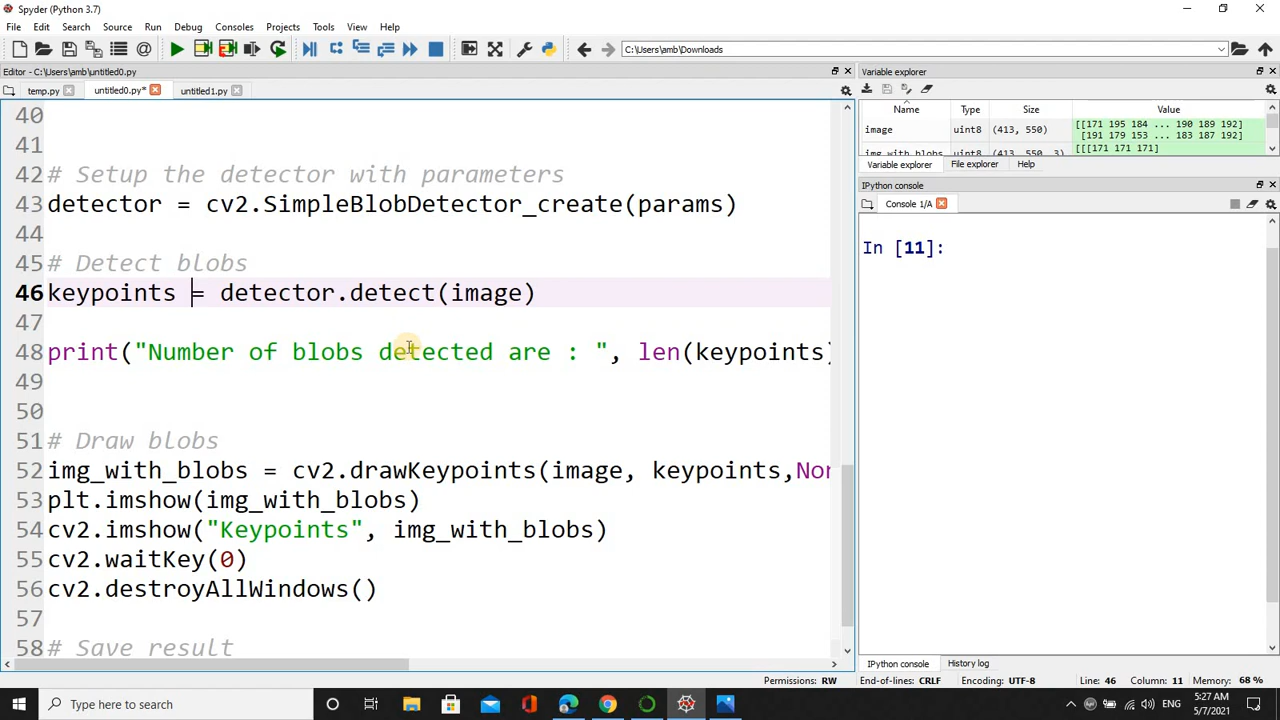 Spyder (Python 3.7)
File Edit Search Source Run Debug Consoles Projects Tools View Help
C:\Users\amb\Downloads
Editor - C:\Users\amb\untitled0.py
temp.py untitled0.py* untitled1.py
40
41
42 # Setup the detector with parameters
43 detector = cv2.SimpleBlobDetector_create(params)
44
45 # Detect blobs
46 keypoints = detector.detect(image)
47
48 print("Number of blobs detected are : ", len(keypoints)
49
50
51 # Draw blobs
52 img_with_blobs = cv2.drawKeypoints(image, keypoints,Nor
53 plt.imshow(img_with_blobs)
54 cv2.imshow("Keypoints", img_with_blobs)
55 cv2.waitKey(0)
56 cv2.destroyAllWindows()
57
58 # Save result
Variable explorer
Name Type Size Value
image uint8 (413, 550) [[171 195 184 ... 190 189 192]
[191 179 153 ... 183 187 192]
img_with_blobs uint8 (413, 550, 3) [[[171 171 171]
Variable explorer File explorer Help
IPython console
Console 1/A
In [11]:
IPython console History log
Permissions: RW End-of-lines: CRLF Encoding: UTF-8 Line: 46 Column: 11 Memory: 68 %
Type here to search
ENG
5:27 AM
5/7/2021